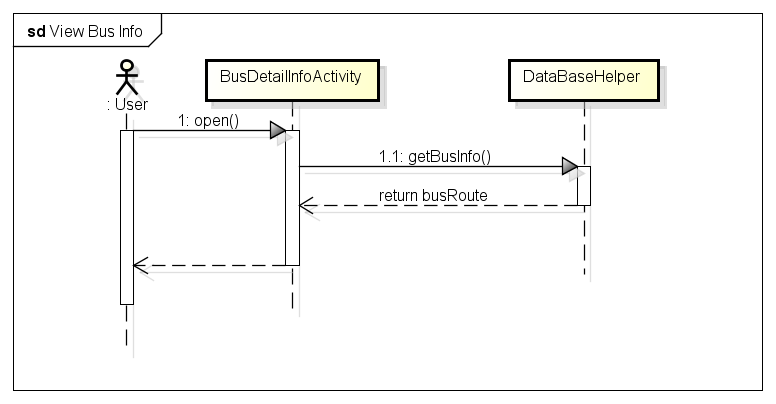 sd View Bus Info
BusDetailInfoActivity
DataBaseHelper
: User
1: open()
1.1: getBusInfo()
return busRoute